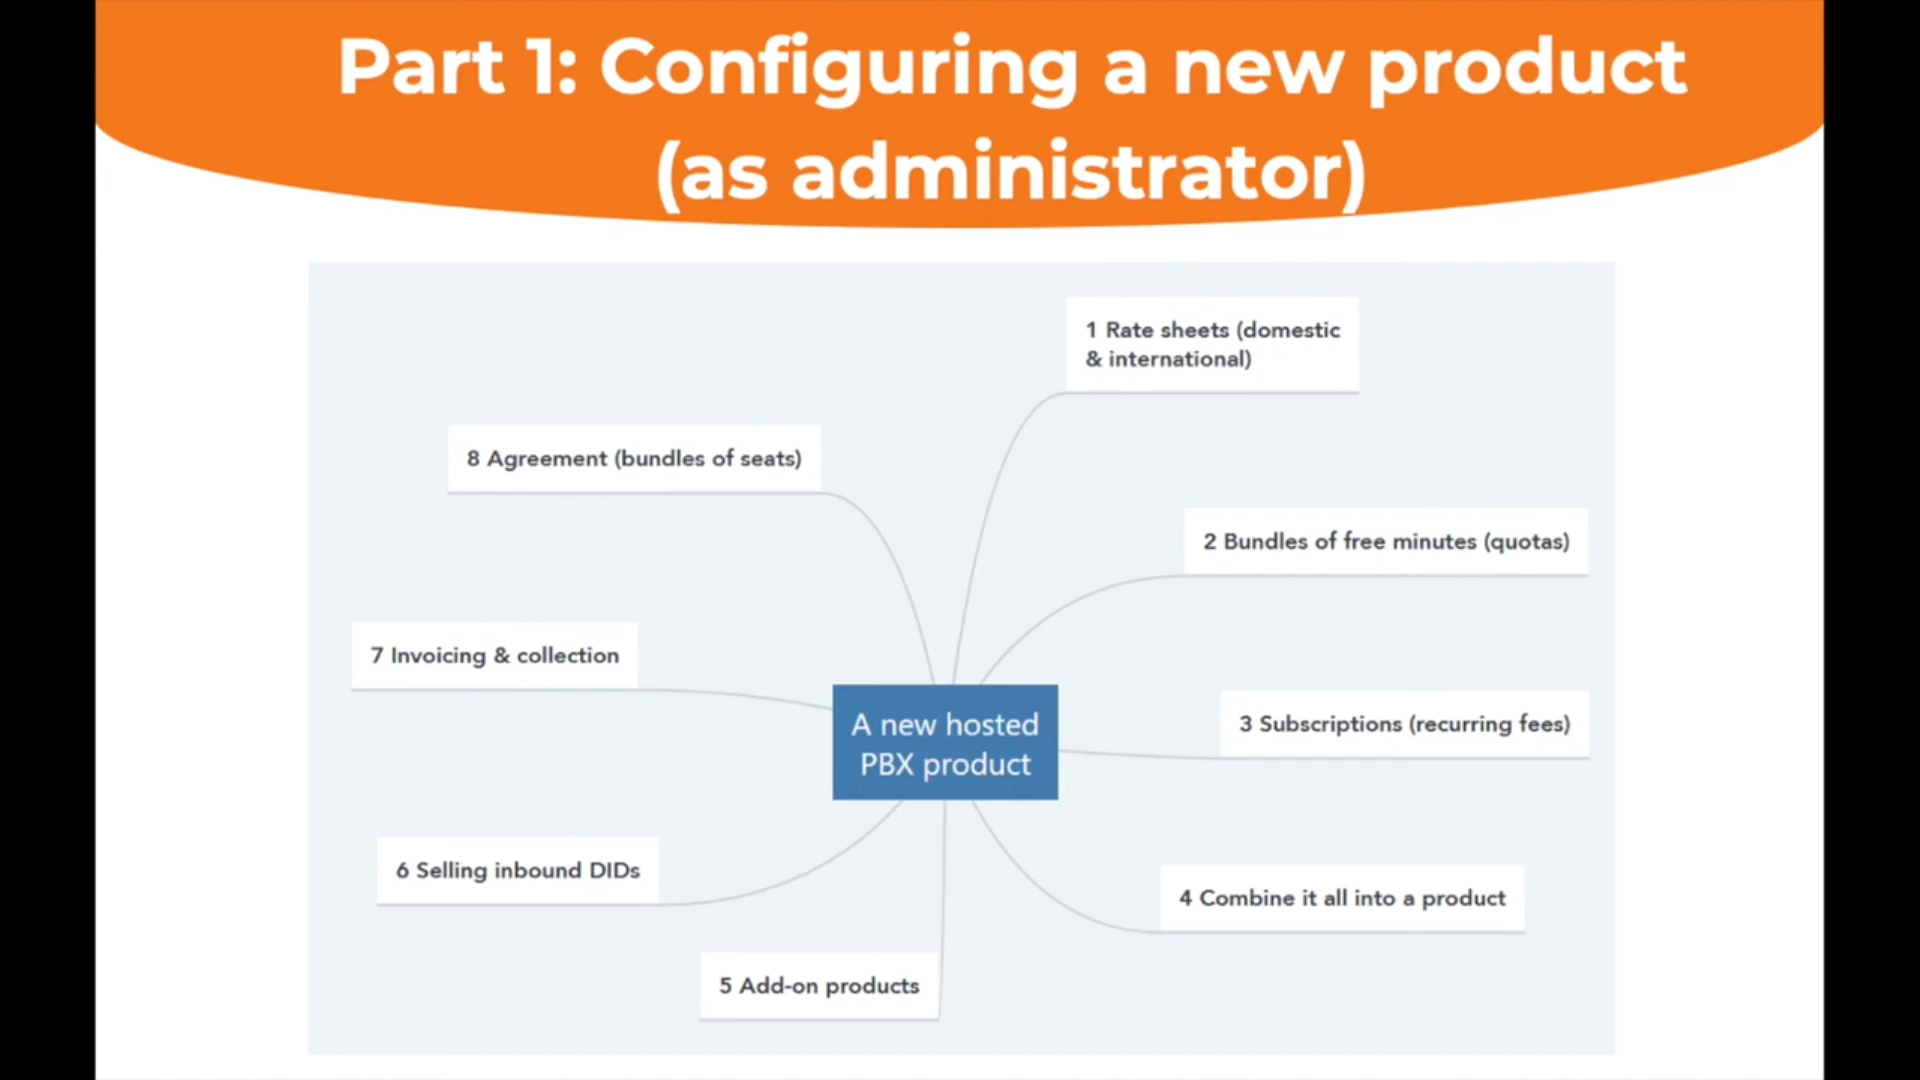 Part 1: Configuring a new product
(as administrator)
1 Rate sheets (domestic
& international)
2 Bundles of free minutes (quotas)
3 Subscriptions (recurring fees)
4 Combine it all into a product
5 Add-on products
6 Selling inbound DIDs
7 Invoicing & collection
8 Agreement (bundles of seats)
A new hosted
PBX product